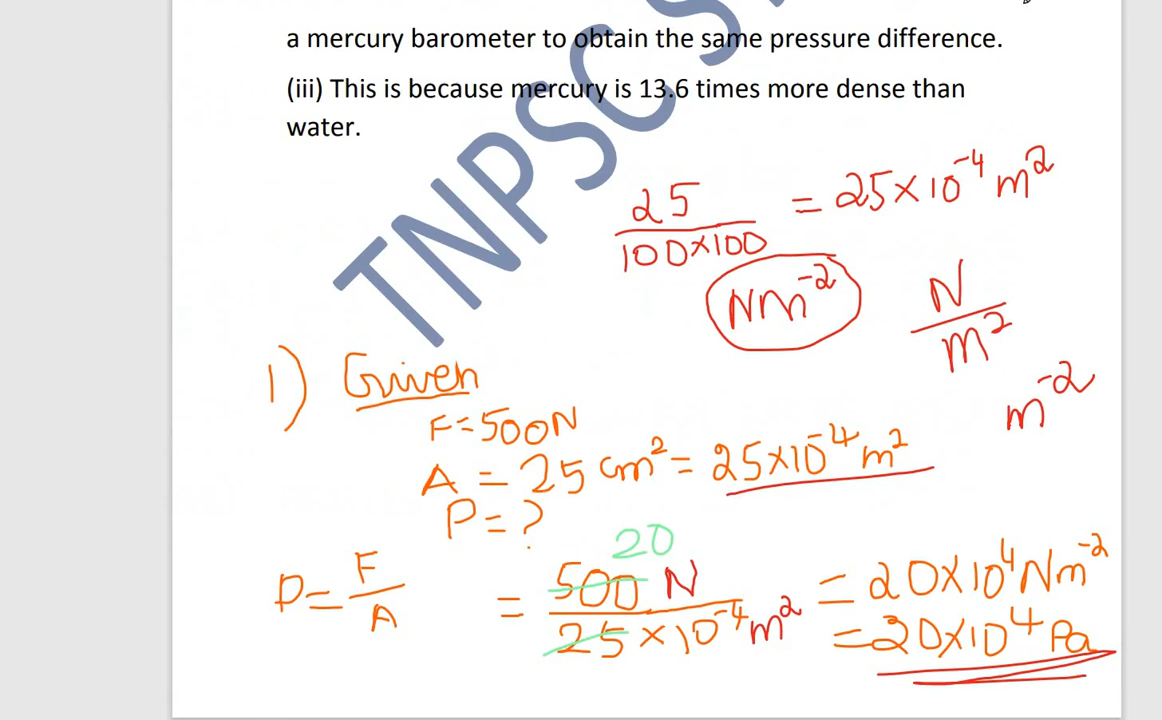 a mercury barometer to obtain the same pressure difference.
(iii) This is because mercury is 13.6 times more dense than
water.
TNPSC S
25 / 100×100 = 25×10⁻⁴ m²
Nm⁻² N/m²
m⁻²
1) Given
F=500N
A = 25 cm² = 25×10⁻⁴ m²
P=?
20
P= F/A = 500 N / 25×10⁻⁴ m² = 20×10⁴ Nm⁻²
=20×10⁴ Pa